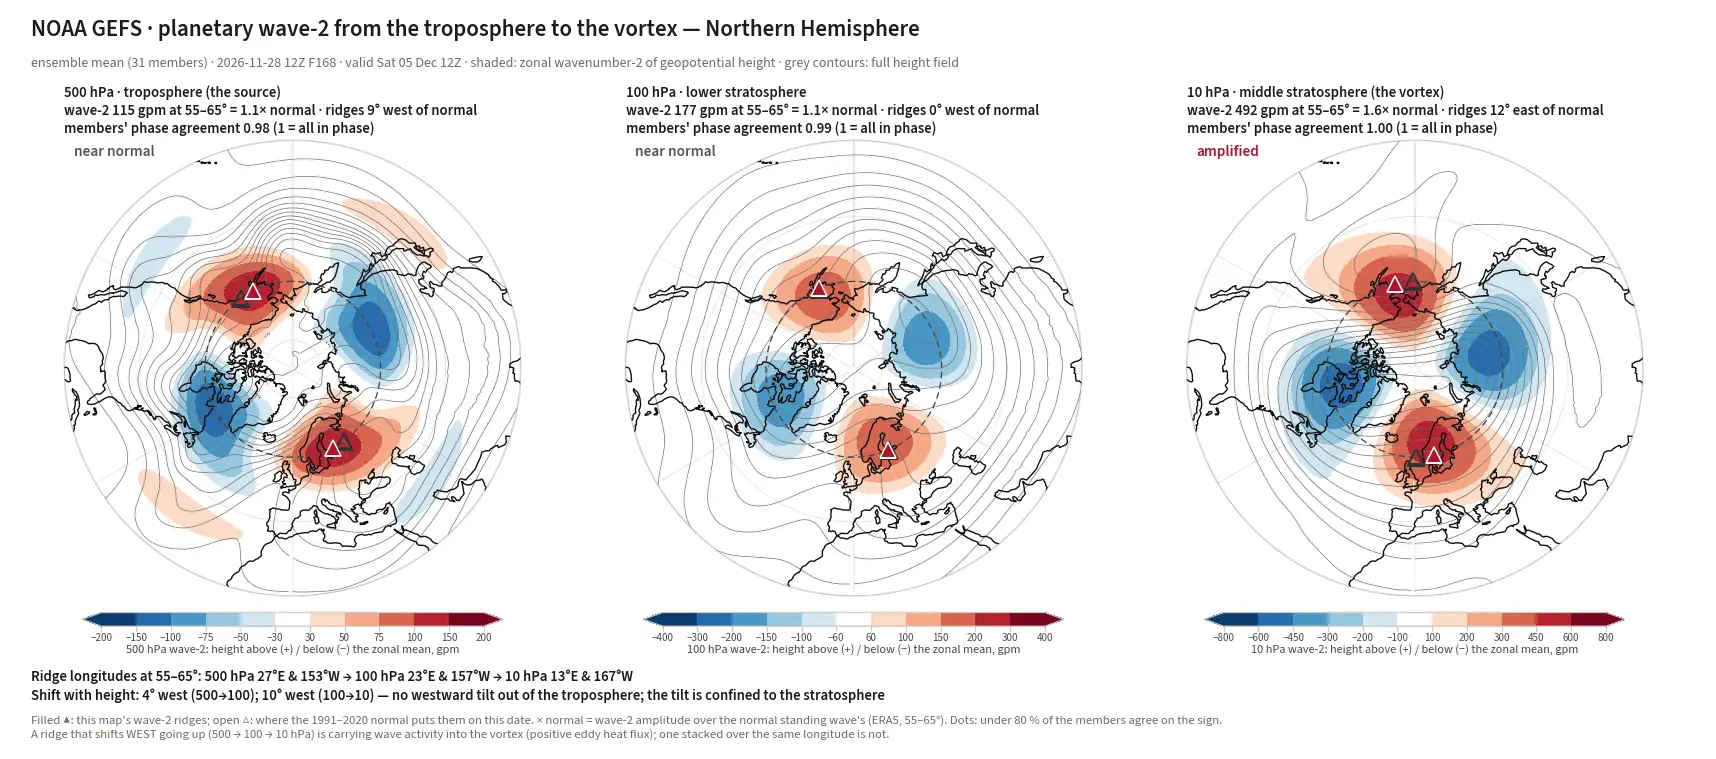 NOAA GEFS · planetary wave-2 from the troposphere to the vortex — Northern Hemisphere
ensemble mean (31 members) · 2026-11-28 12Z F168 · valid Sat 05 Dec 12Z · shaded: zonal wavenumber-2 of geopotential height · grey contours: full height field
500 hPa · troposphere (the source)
wave-2 115 gpm at 55–65° = 1.1× normal · ridges 9° west of normal
members' phase agreement 0.98 (1 = all in phase)
near normal
100 hPa · lower stratosphere
wave-2 177 gpm at 55–65° = 1.1× normal · ridges 0° west of normal
members' phase agreement 0.99 (1 = all in phase)
near normal
10 hPa · middle stratosphere (the vortex)
wave-2 492 gpm at 55–65° = 1.6× normal · ridges 12° east of normal
members' phase agreement 1.00 (1 = all in phase)
amplified
−200 −150 −100 −75 −50 −30 30 50 75 100 150 200
500 hPa wave-2: height above (+) / below (−) the zonal mean, gpm
−400 −300 −200 −150 −100 −60 60 100 150 200 300 400
100 hPa wave-2: height above (+) / below (−) the zonal mean, gpm
−800 −600 −450 −300 −200 −100 100 200 300 450 600 800
10 hPa wave-2: height above (+) / below (−) the zonal mean, gpm
Ridge longitudes at 55–65°: 500 hPa 27°E & 153°W → 100 hPa 23°E & 157°W → 10 hPa 13°E & 167°W
Shift with height: 4° west (500→100); 10° west (100→10) — no westward tilt out of the troposphere; the tilt is confined to the stratosphere
Filled ▲: this map's wave-2 ridges; open △: where the 1991–2020 normal puts them on this date. × normal = wave-2 amplitude over the normal standing wave's (ERA5, 55–65°). Dots: under 80 % of the members agree on the sign.
A ridge that shifts WEST going up (500 → 100 → 10 hPa) is carrying wave activity into the vortex (positive eddy heat flux); one stacked over the same longitude is not.